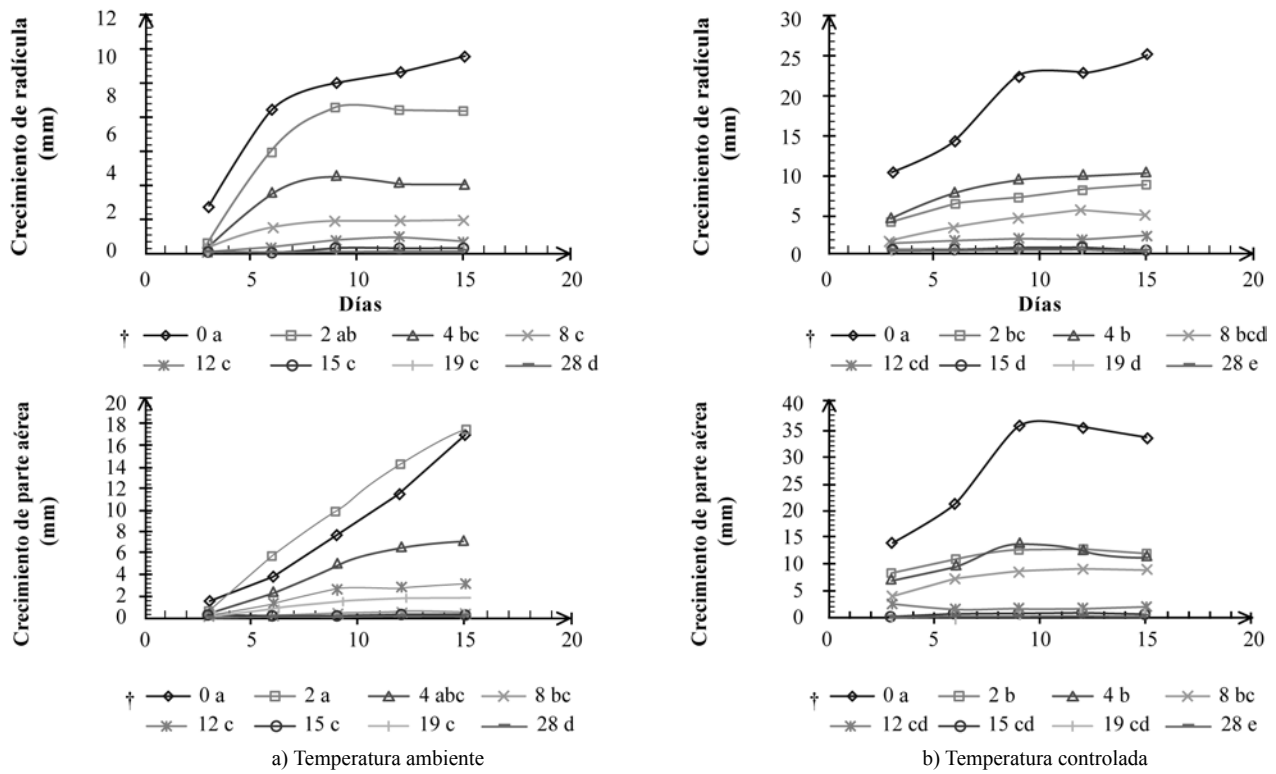 Crecimiento de radícula
(mm)
12
10
8
6
4
2
0
0 5 10 15 20
Días
† 0 a 2 ab 4 bc 8 c
12 c 15 c 19 c 28 d
Crecimiento de radícula
(mm)
30
25
20
15
10
5
0
0 5 10 15 20
Días
† 0 a 2 bc 4 b 8 bcd
12 cd 15 d 19 d 28 e
Crecimiento de parte aérea
(mm)
20
18
16
14
12
10
8
6
4
2
0
0 5 10 15 20
† 0 a 2 a 4 abc 8 bc
12 c 15 c 19 c 28 d
a) Temperatura ambiente
Crecimiento de parte aérea
(mm)
40
35
30
25
20
15
10
5
0
0 5 10 15 20
† 0 a 2 b 4 b 8 bc
12 cd 15 cd 19 cd 28 e
b) Temperatura controlada